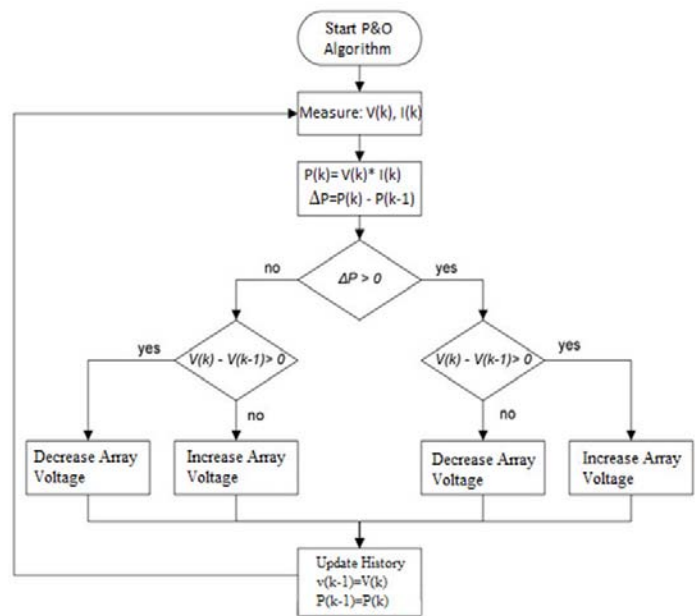 Start P&O
Algorithm
Measure: V(k), I(k)
P(k)= V(k)* I(k)
ΔP=P(k) - P(k-1)
no
ΔP > 0
yes
yes
V(k) - V(k-1)> 0
no
V(k) - V(k-1)> 0
yes
no
Decrease Array
Voltage
Increase Array
Voltage
Decrease Array
Voltage
Increase Array
Voltage
Update History
v(k-1)=V(k)
P(k-1)=P(k)